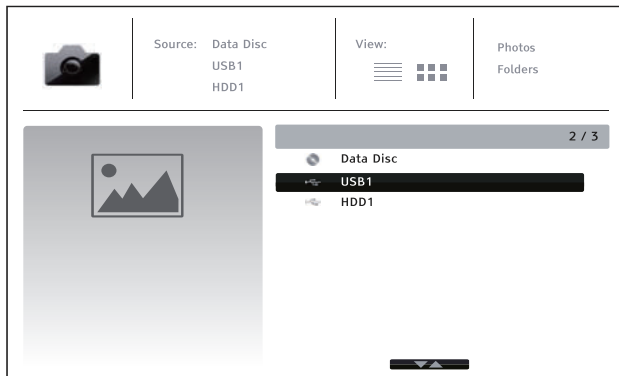 Source: Data Disc
USB1
HDD1
View:
Photos
Folders
2 / 3
Data Disc
USB1
HDD1